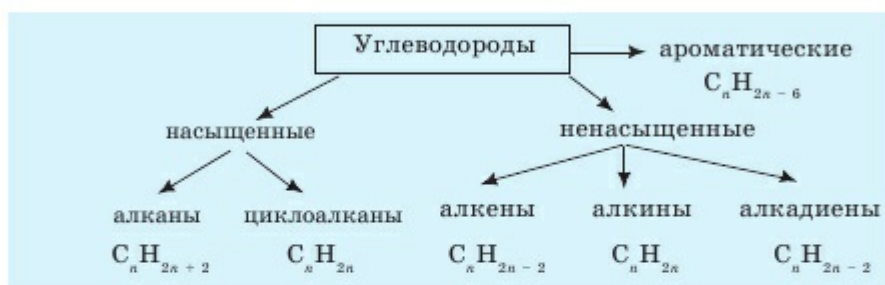 Углеводороды
ароматические
CₙH₂ₙ₋₆
насыщенные
ненасыщенные
алканы
циклоалканы
алкены
алкины
алкадиены
CₙH₂ₙ₊₂
CₙH₂ₙ
CₙH₂ₙ₋₂
CₙH₂ₙ
CₙH₂ₙ₋₂